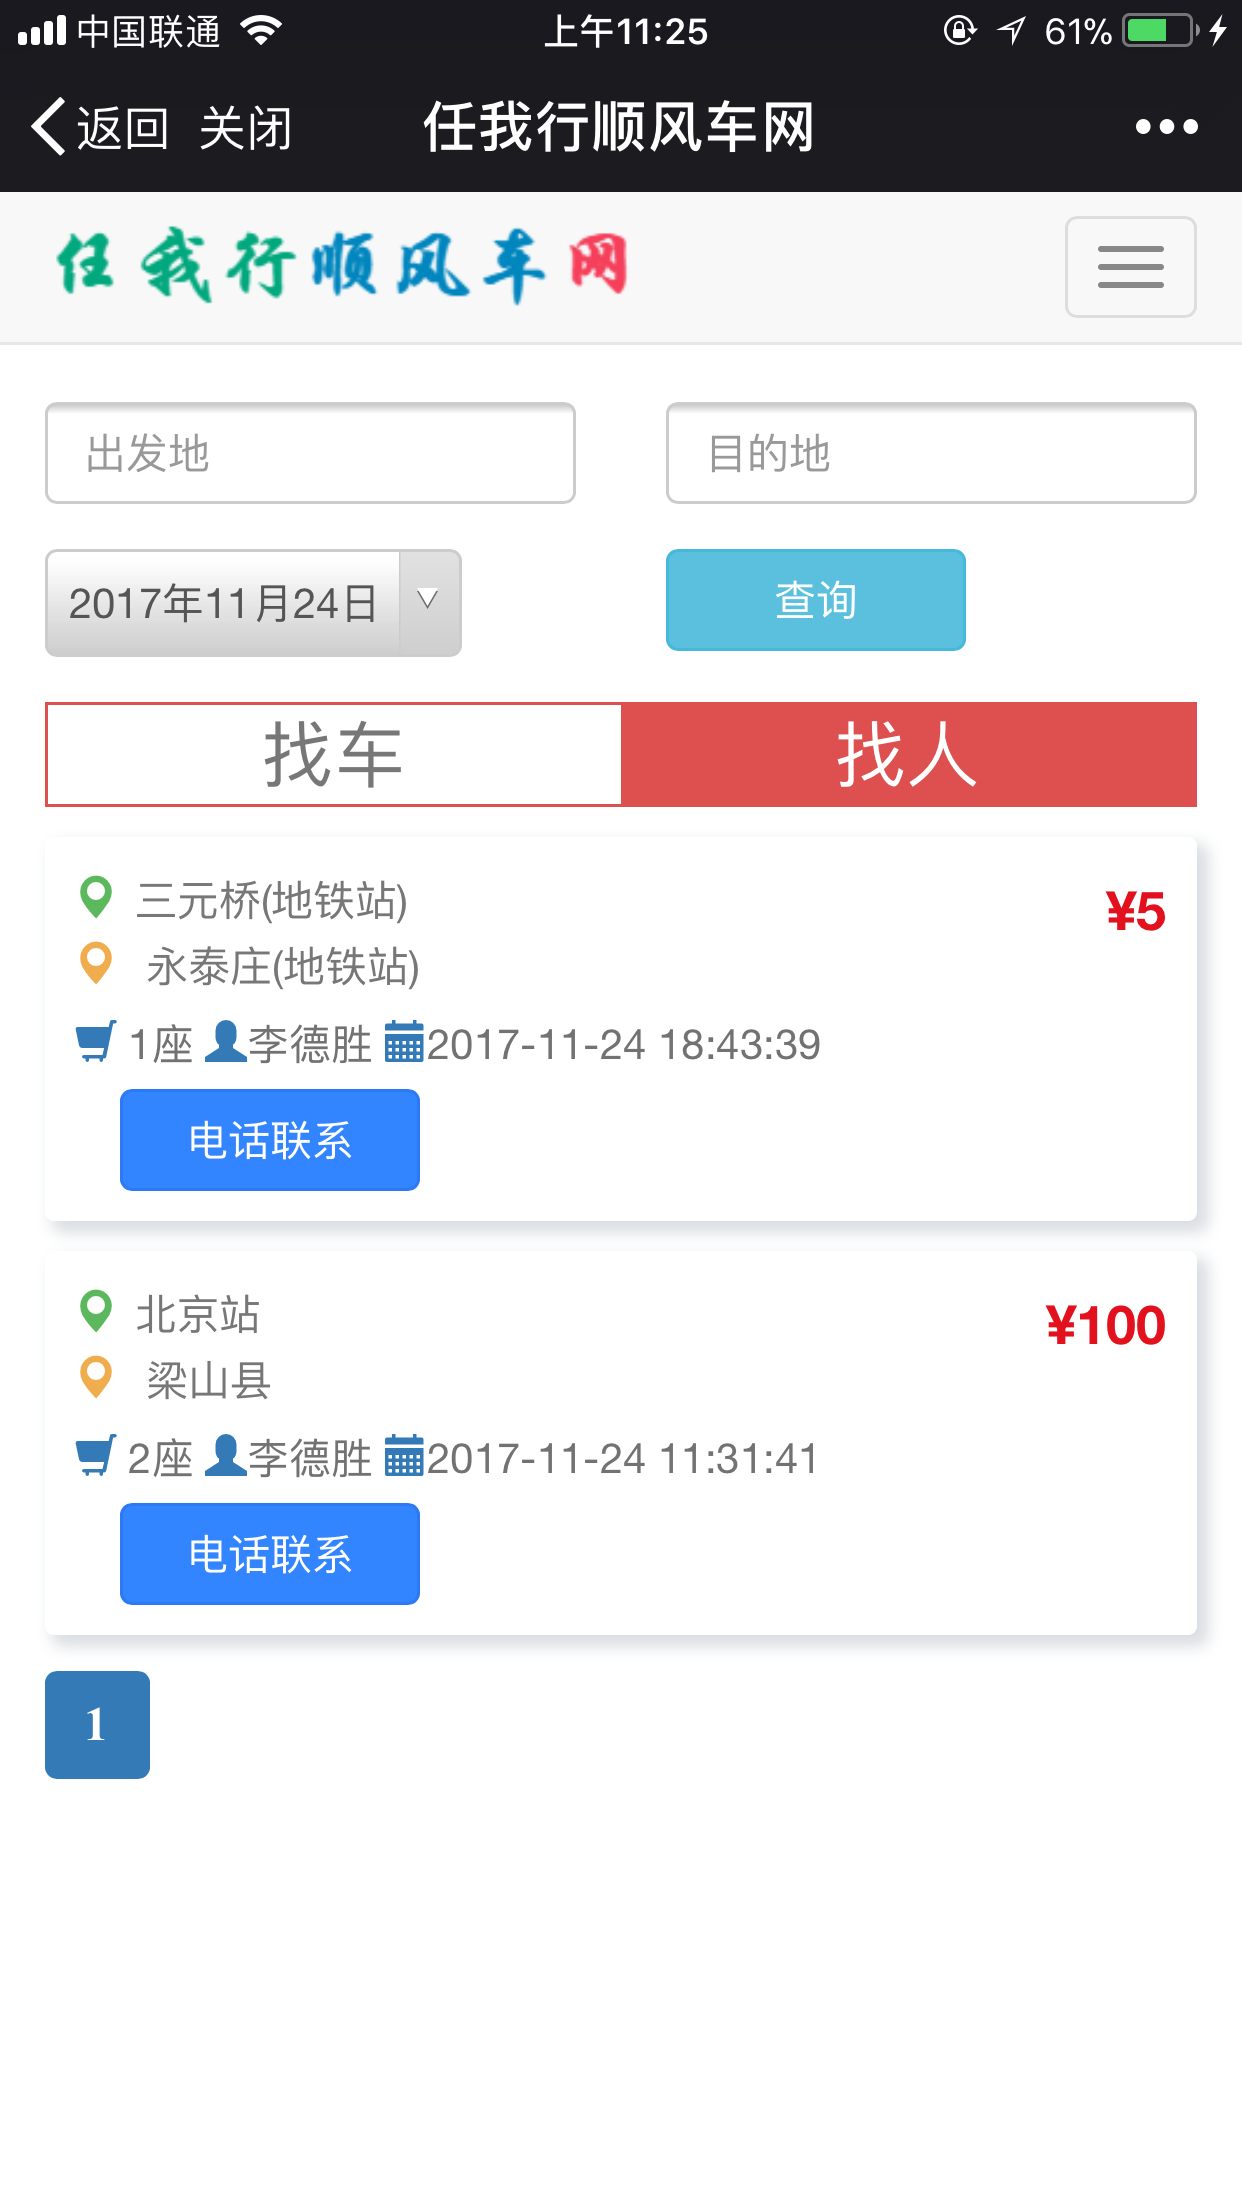 中国联通 上午11:25 61%
返回 关闭 任我行顺风车网
任我行顺风车网
出发地 目的地
2017年11月24日 查询
找车 找人
三元桥(地铁站) ¥5
永泰庄(地铁站)
1座 李德胜 2017-11-24 18:43:39
电话联系
北京站 ¥100
梁山县
2座 李德胜 2017-11-24 11:31:41
电话联系
1